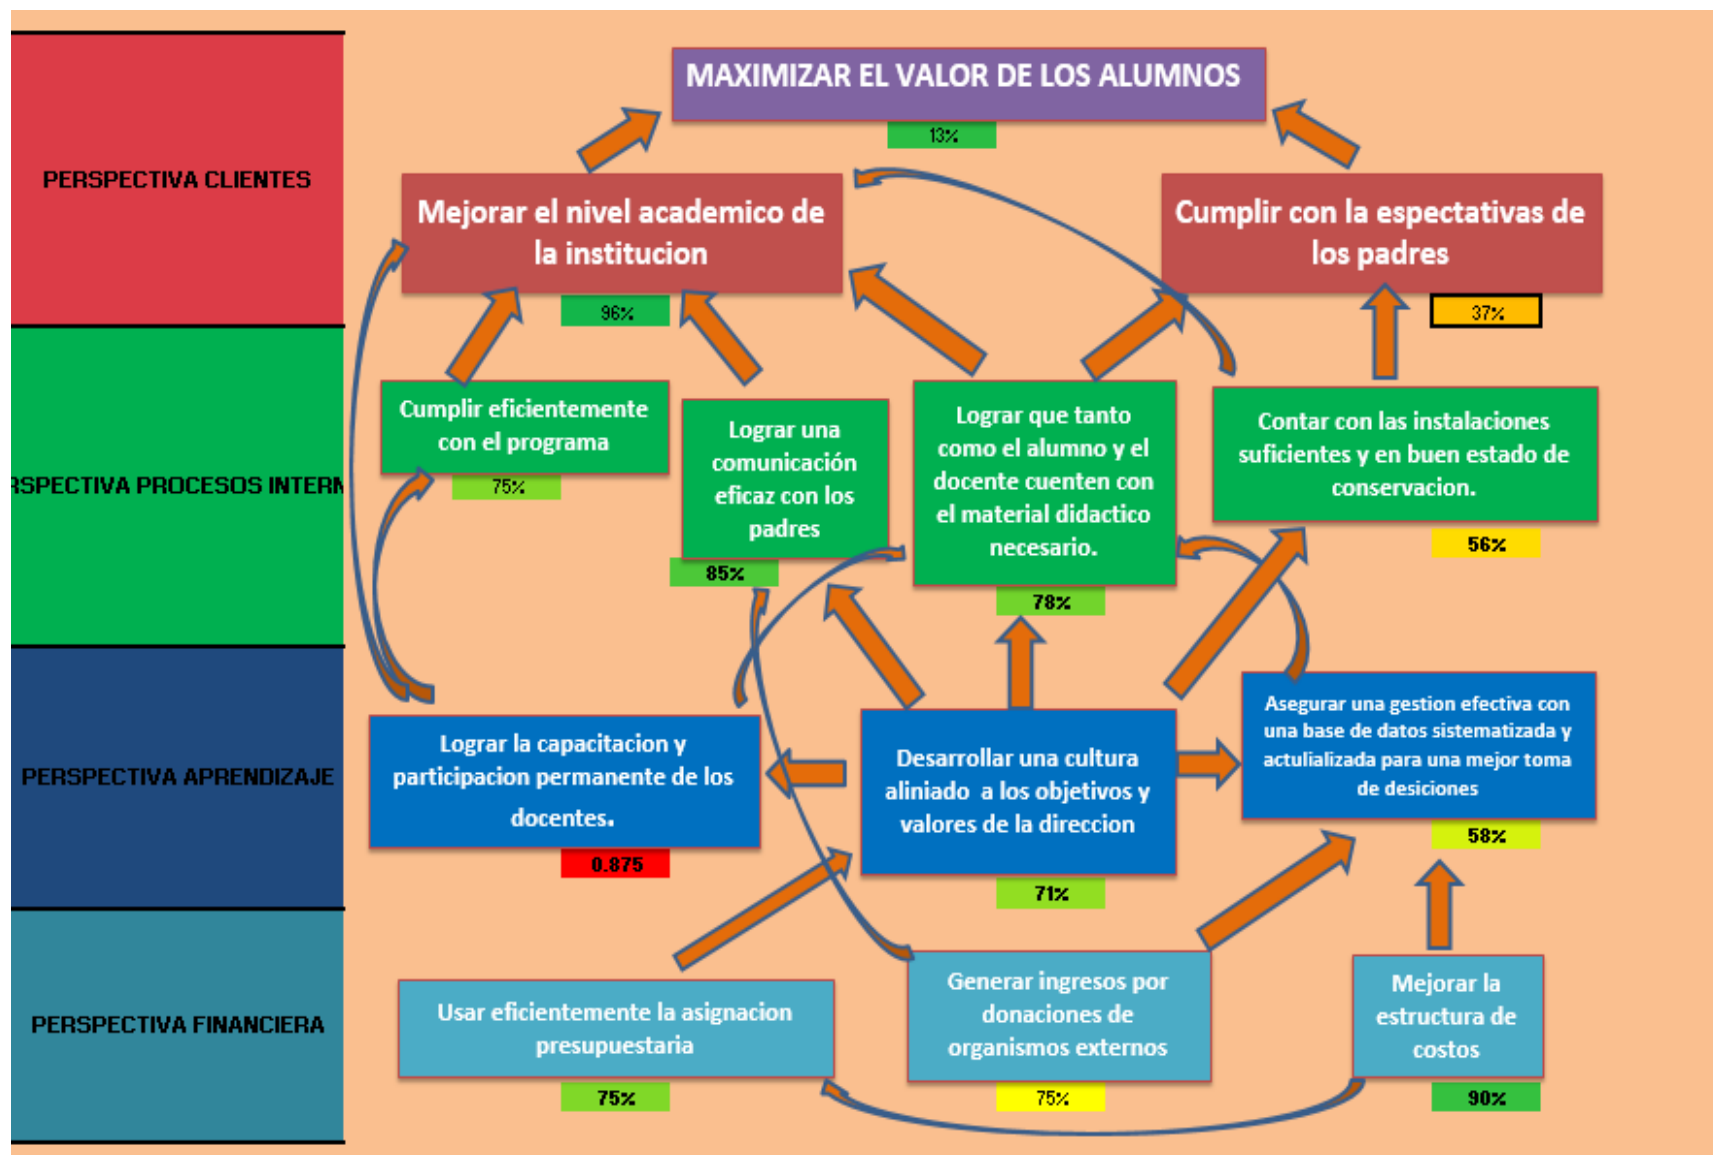 MAXIMIZAR EL VALOR DE LOS ALUMNOS
13%
PERSPECTIVA CLIENTES
Mejorar el nivel academico de
la institucion
96%
Cumplir con la espectativas de
los padres
37%
RSPECTIVA PROCESOS INTERN
Cumplir eficientemente
con el programa
75%
Lograr una
comunicación
eficaz con los
padres
85%
Lograr que tanto
como el alumno y el
docente cuenten con
el material didactico
necesario.
78%
Contar con las instalaciones
suficientes y en buen estado de
conservacion.
56%
PERSPECTIVA APRENDIZAJE
Lograr la capacitacion y
participacion permanente de los
docentes.
0.875
Desarrollar una cultura
aliniado a los objetivos y
valores de la direccion
71%
Asegurar una gestion efectiva con
una base de datos sistematizada y
actulializada para una mejor toma
de desiciones
58%
PERSPECTIVA FINANCIERA
Usar eficientemente la asignacion
presupuestaria
75%
Generar ingresos por
donaciones de
organismos externos
75%
Mejorar la
estructura de
costos
90%